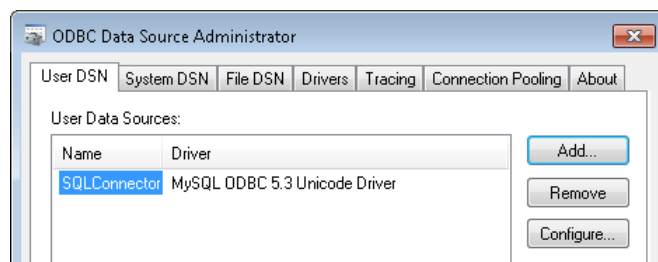 ODBC Data Source Administrator
User DSN System DSN File DSN Drivers Tracing Connection Pooling About
User Data Sources:
Name Driver
SQLConnector MySQL ODBC 5.3 Unicode Driver
Add...
Remove
Configure...